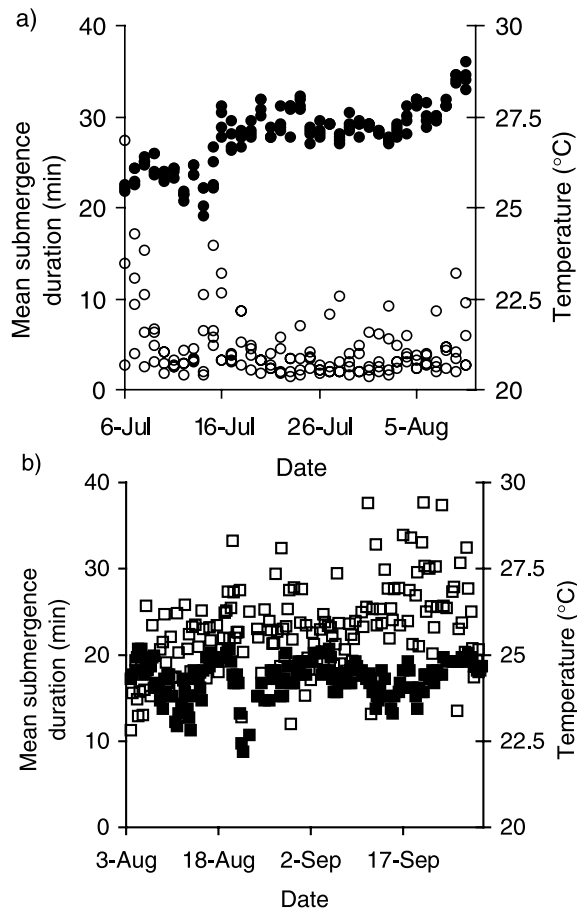 a)
40
30
20
10
0
Mean submergence
duration (min)
30
27.5
25
22.5
20
Temperature (°C)
6-Jul 16-Jul 26-Jul 5-Aug
Date
b)
40
30
20
10
0
Mean submergence
duration (min)
30
27.5
25
22.5
20
Temperature (°C)
3-Aug 18-Aug 2-Sep 17-Sep
Date